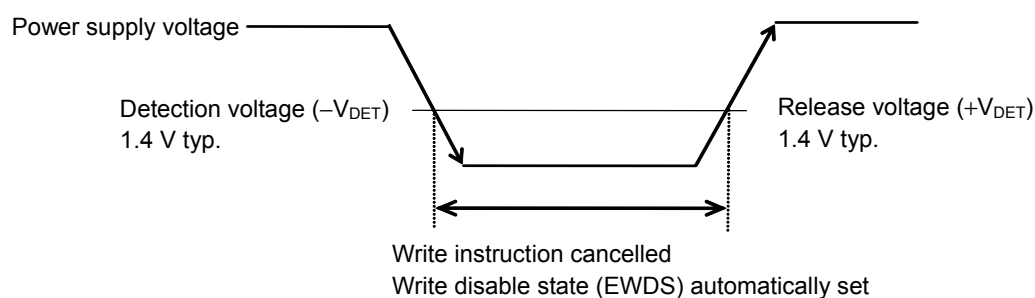 Power supply voltage
Detection voltage (−VDET)
1.4 V typ.
Release voltage (+VDET)
1.4 V typ.
Write instruction cancelled
Write disable state (EWDS) automatically set